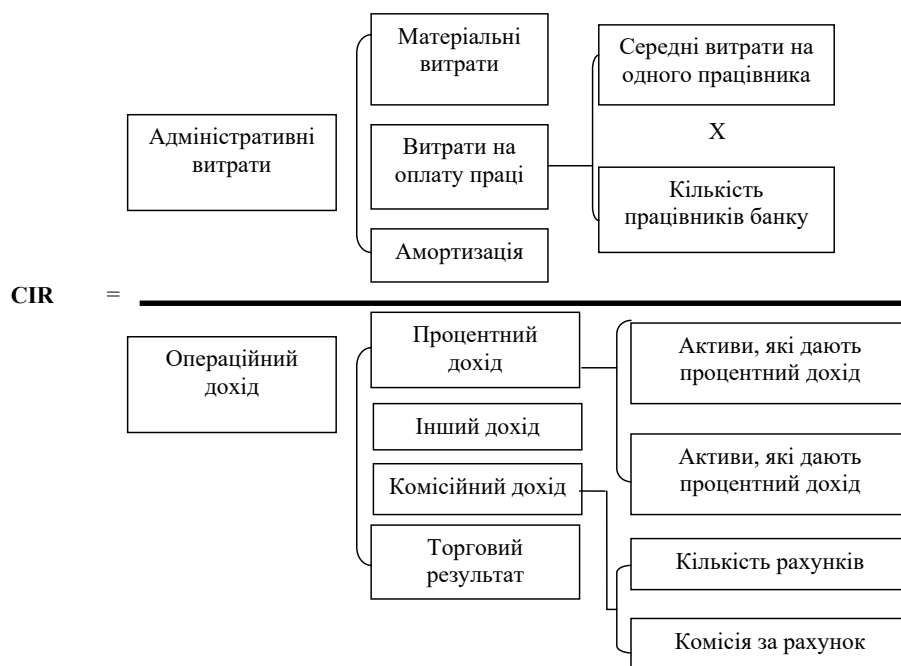 Матеріальні
витрати
Середні витрати на
одного працівника
Адміністративні
витрати
Витрати на
оплату праці
X
Кількість
працівників банку
Амортизація
CIR =
Операційний
дохід
Процентний
дохід
Активи, які дають
процентний дохід
Інший дохід
Комісійний дохід
Активи, які дають
процентний дохід
Торговий
результат
Кількість рахунків
Комісія за рахунок